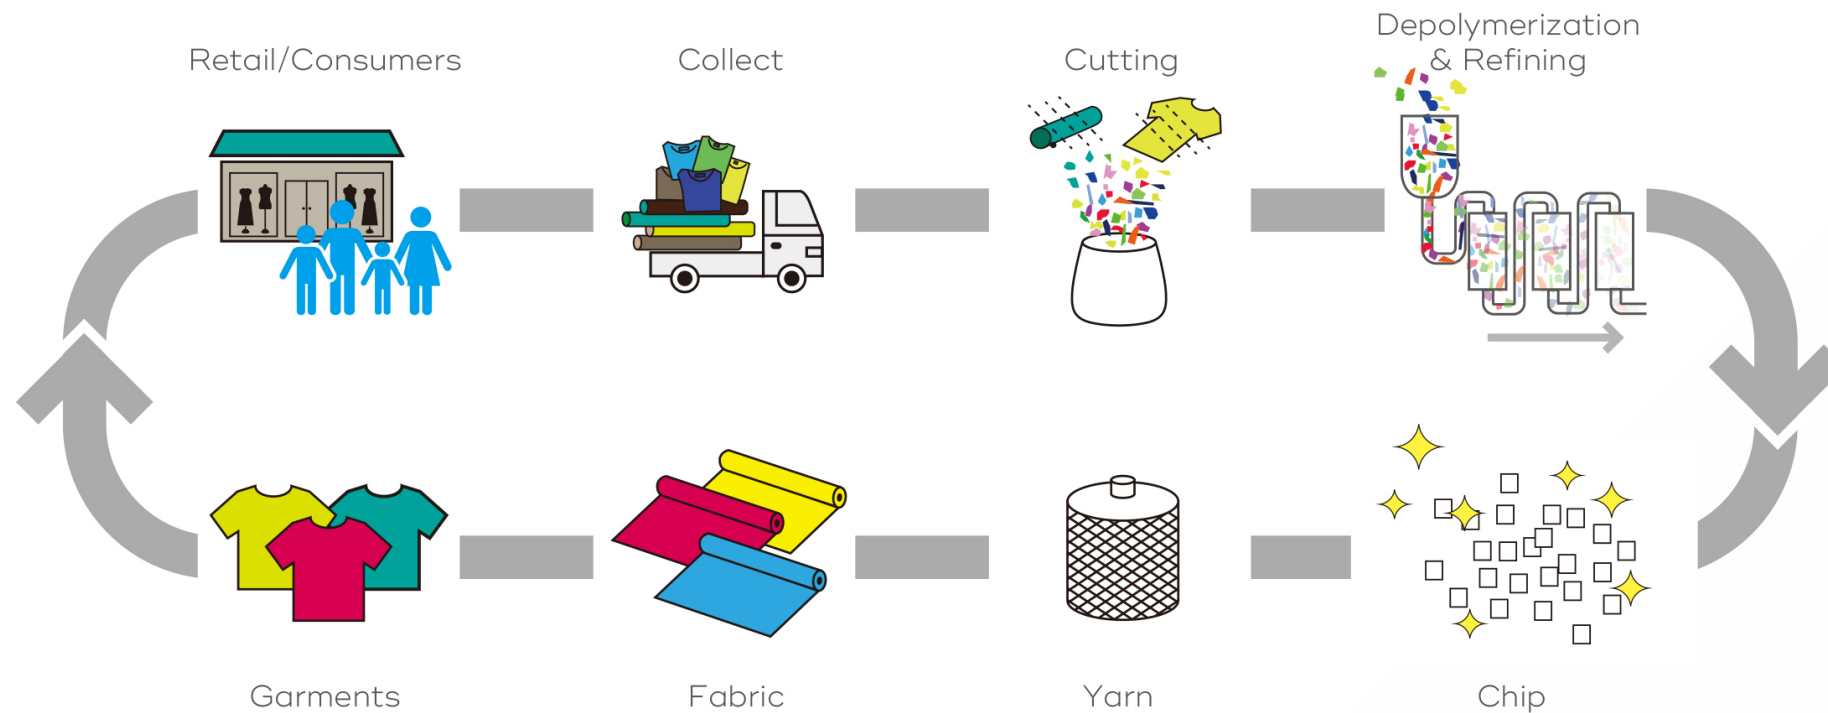 Retail/Consumers
Collect
Cutting
Depolymerization
& Refining
Garments
Fabric
Yarn
Chip